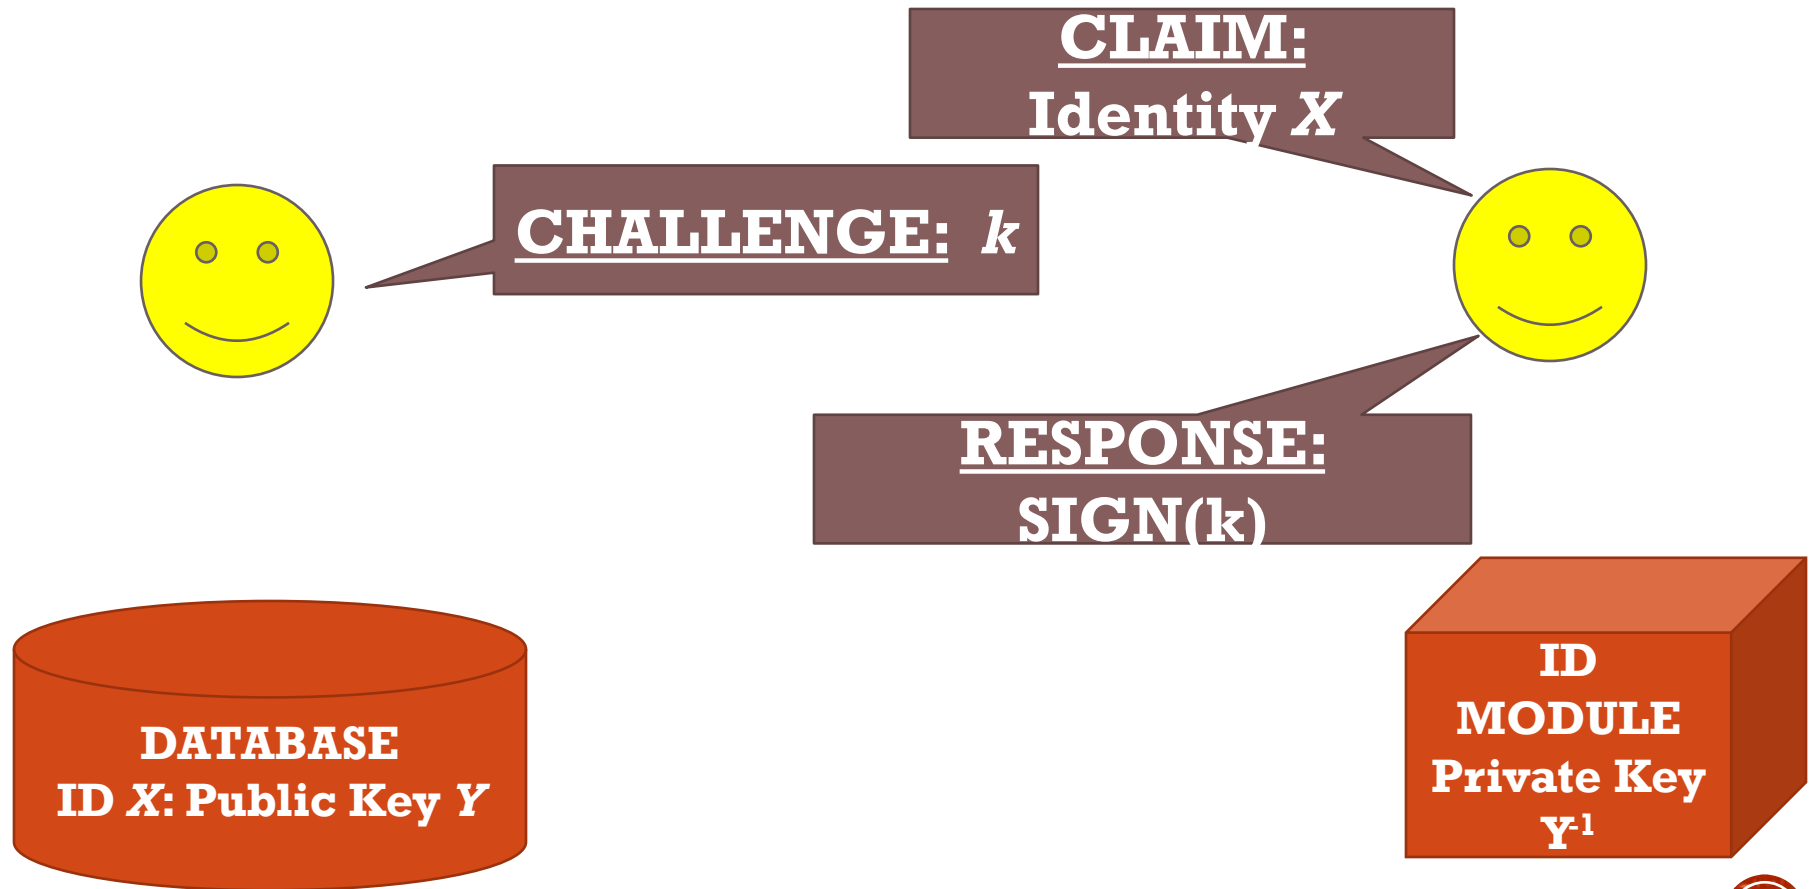 CLAIM:
Identity X
CHALLENGE: k
RESPONSE:
SIGN(k)
DATABASE
ID X: Public Key Y
ID
MODULE
Private Key
Y-1